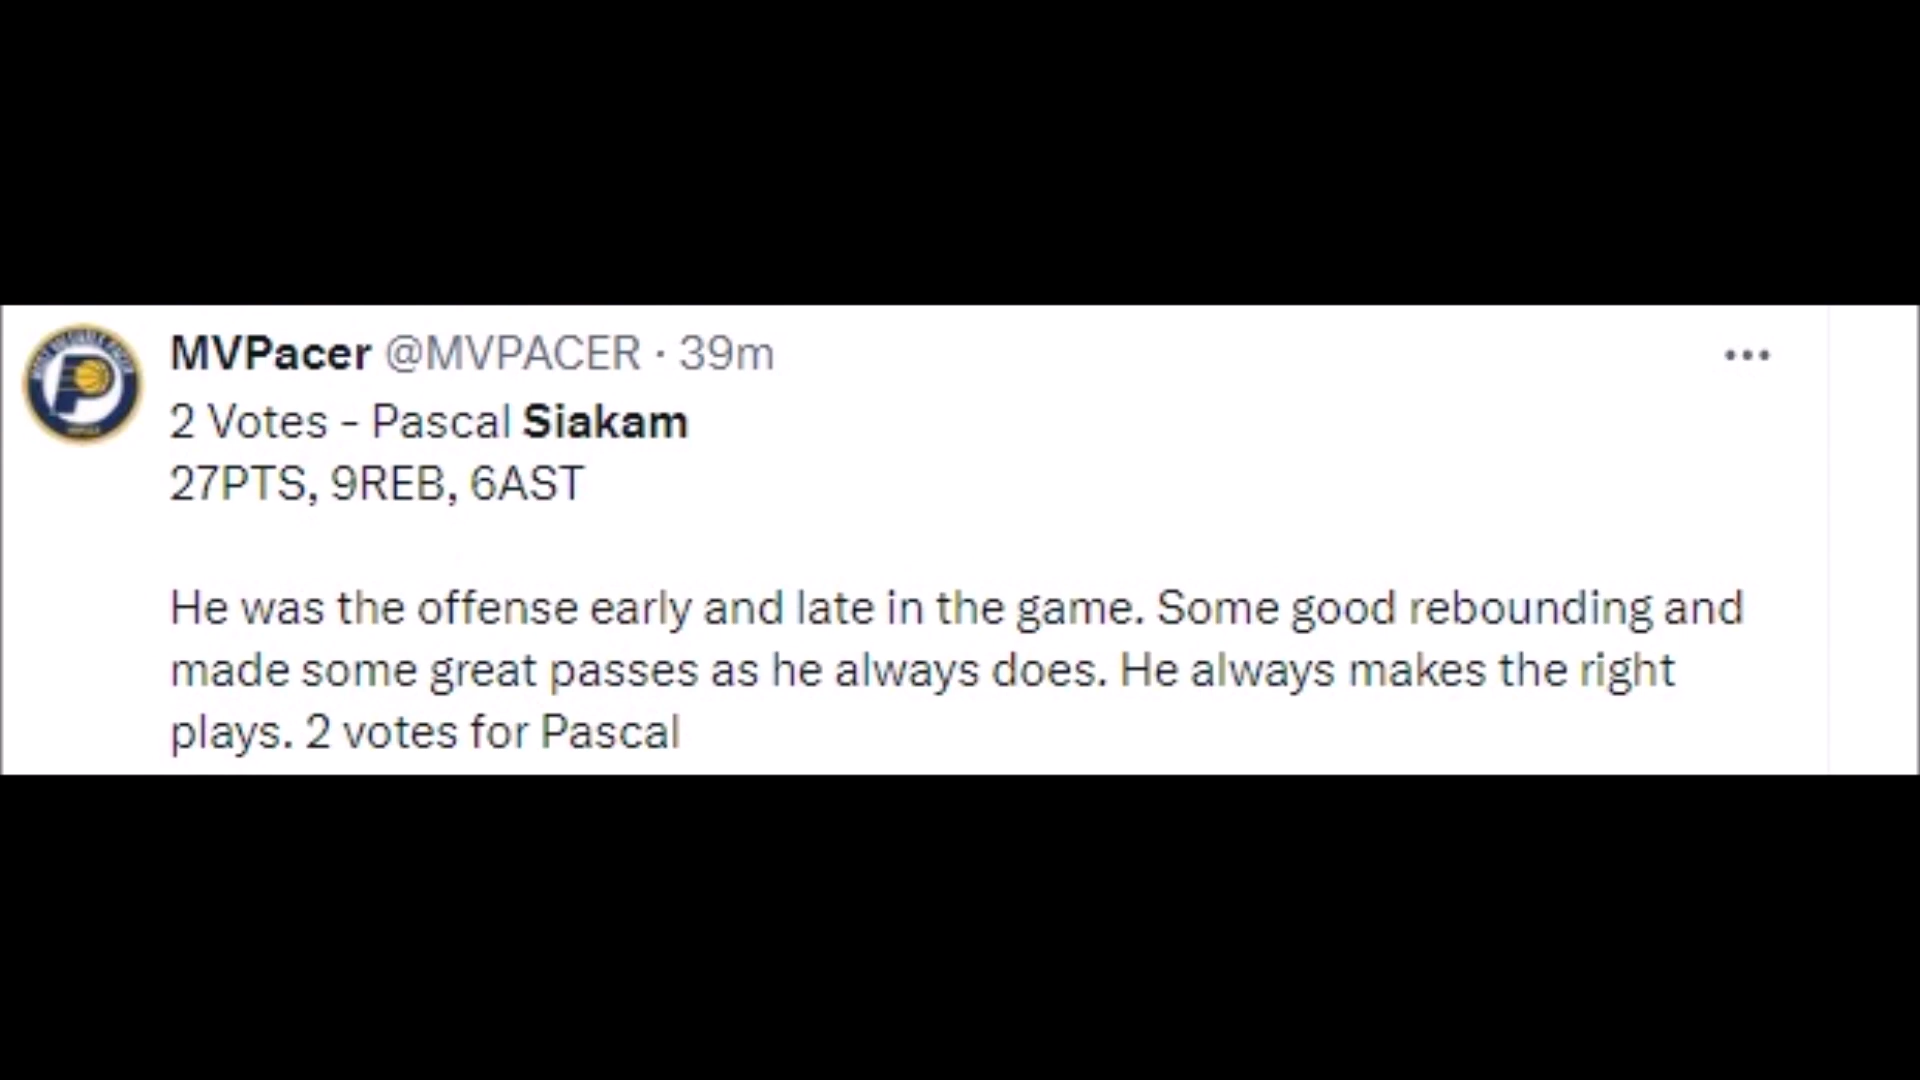 MVPacer @MVPACER · 39m
2 Votes - Pascal Siakam
27PTS, 9REB, 6AST
He was the offense early and late in the game. Some good rebounding and
made some great passes as he always does. He always makes the right
plays. 2 votes for Pascal